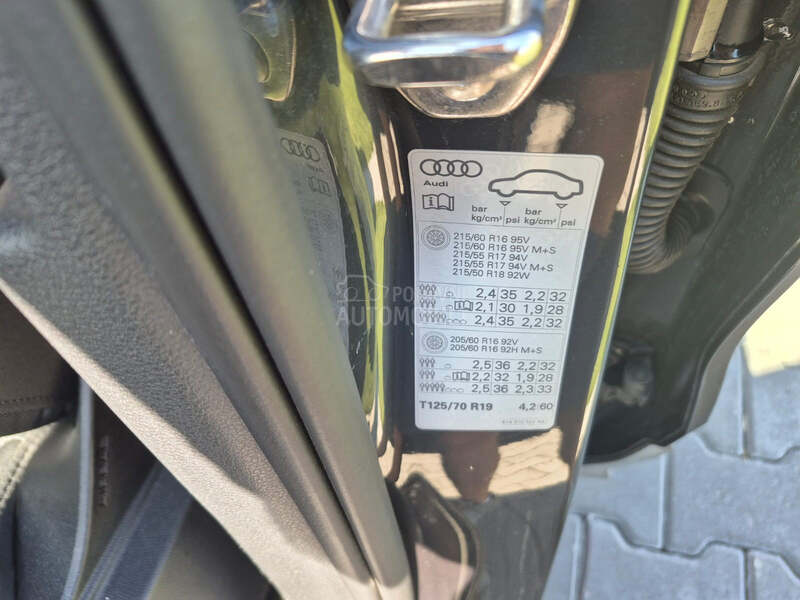 Audi
bar bar
kg/cm² psi kg/cm² psi
215/60 R16 95V
215/60 R16 95V M+S
215/55 R17 94V
215/55 R17 94V M+S
215/50 R18 92W
2,4 35 2,2 32
2,1 30 1,9 28
2,4 35 2,2 32
205/60 R16 92V
205/60 R16 92H M+S
2,5 36 2,2 32
2,2 32 1,9 28
2,5 36 2,3 33
T125/70 R19 4,2 60